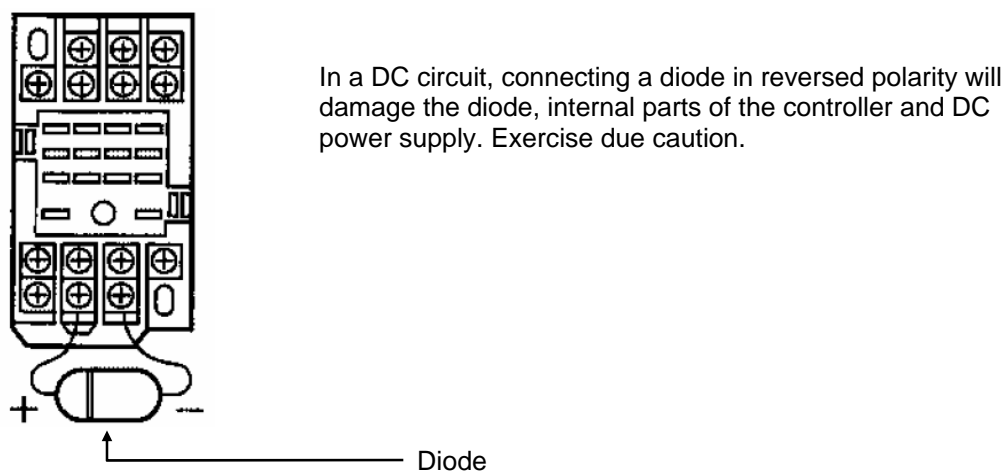 In a DC circuit, connecting a diode in reversed polarity will
damage the diode, internal parts of the controller and DC
power supply. Exercise due caution.
+ -
Diode